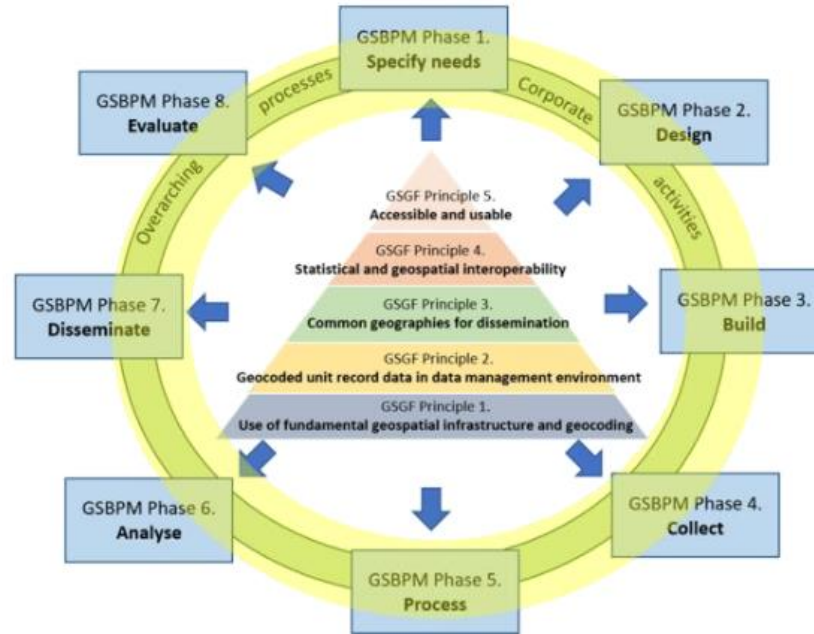 GSBPM Phase 1.
Specify needs
GSBPM Phase 8.
Evaluate
Overarching processes
Corporate activities
GSBPM Phase 2.
Design
GSGF Principle 5.
Accessible and usable
GSGF Principle 4.
Statistical and geospatial interoperability
GSBPM Phase 7.
Disseminate
GSGF Principle 3.
Common geographies for dissemination
GSBPM Phase 3.
Build
GSGF Principle 2.
Geocoded unit record data in data management environment
GSGF Principle 1.
Use of fundamental geospatial infrastructure and geocoding
GSBPM Phase 6.
Analyse
GSBPM Phase 4.
Collect
GSBPM Phase 5.
Process